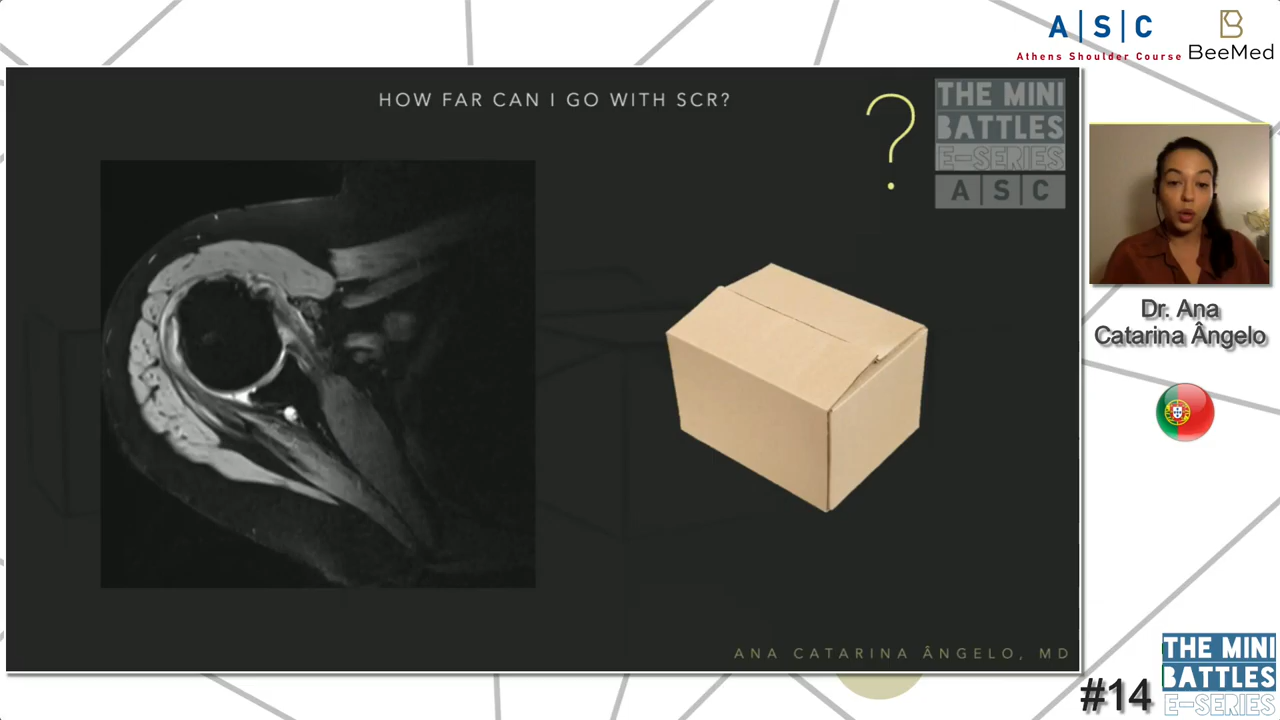 A|S|C
Athens Shoulder Course
BeeMed
HOW FAR CAN I GO WITH SCR?
?
THE MINI
BATTLES
E-SERIES
A|S|C
Dr. Ana
Catarina Ângelo
ANA CATARINA ÂNGELO, MD
#14
THE MINI
BATTLES
E-SERIES